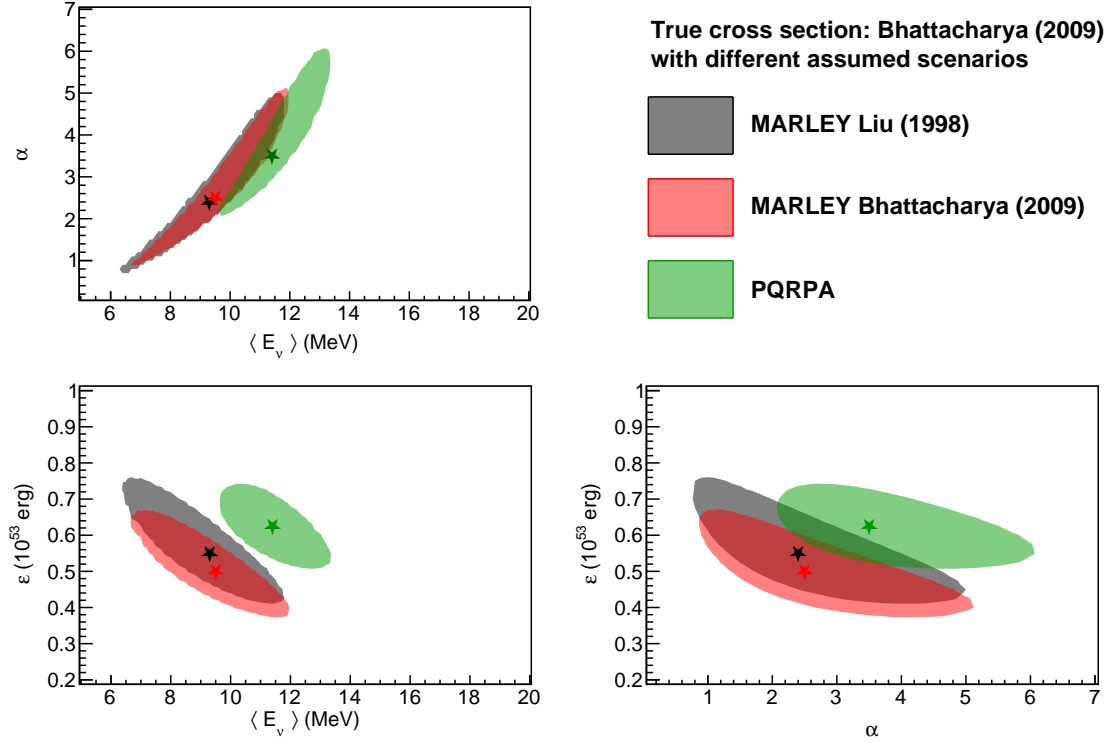 7
6
5
4
3
2
1
α
6 8 10 12 14 16 18 20
⟨ E_ν ⟩ (MeV)
True cross section: Bhattacharya (2009)
with different assumed scenarios
MARLEY Liu (1998)
MARLEY Bhattacharya (2009)
PQRPA
1
0.9
0.8
0.7
0.6
0.5
0.4
0.3
0.2
ε (10^53 erg)
6 8 10 12 14 16 18 20
⟨ E_ν ⟩ (MeV)
1
0.9
0.8
0.7
0.6
0.5
0.4
0.3
0.2
ε (10^53 erg)
1 2 3 4 5 6 7
α